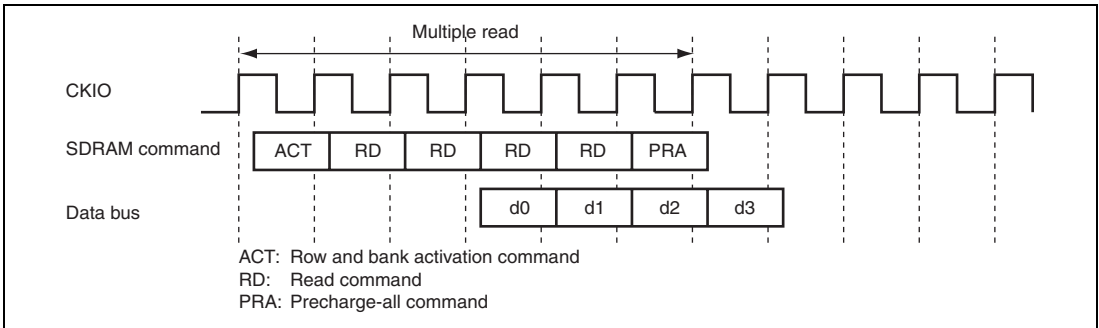 Multiple read
CKIO
SDRAM command
ACT RD RD RD RD PRA
Data bus
d0 d1 d2 d3
ACT: Row and bank activation command
RD: Read command
PRA: Precharge-all command